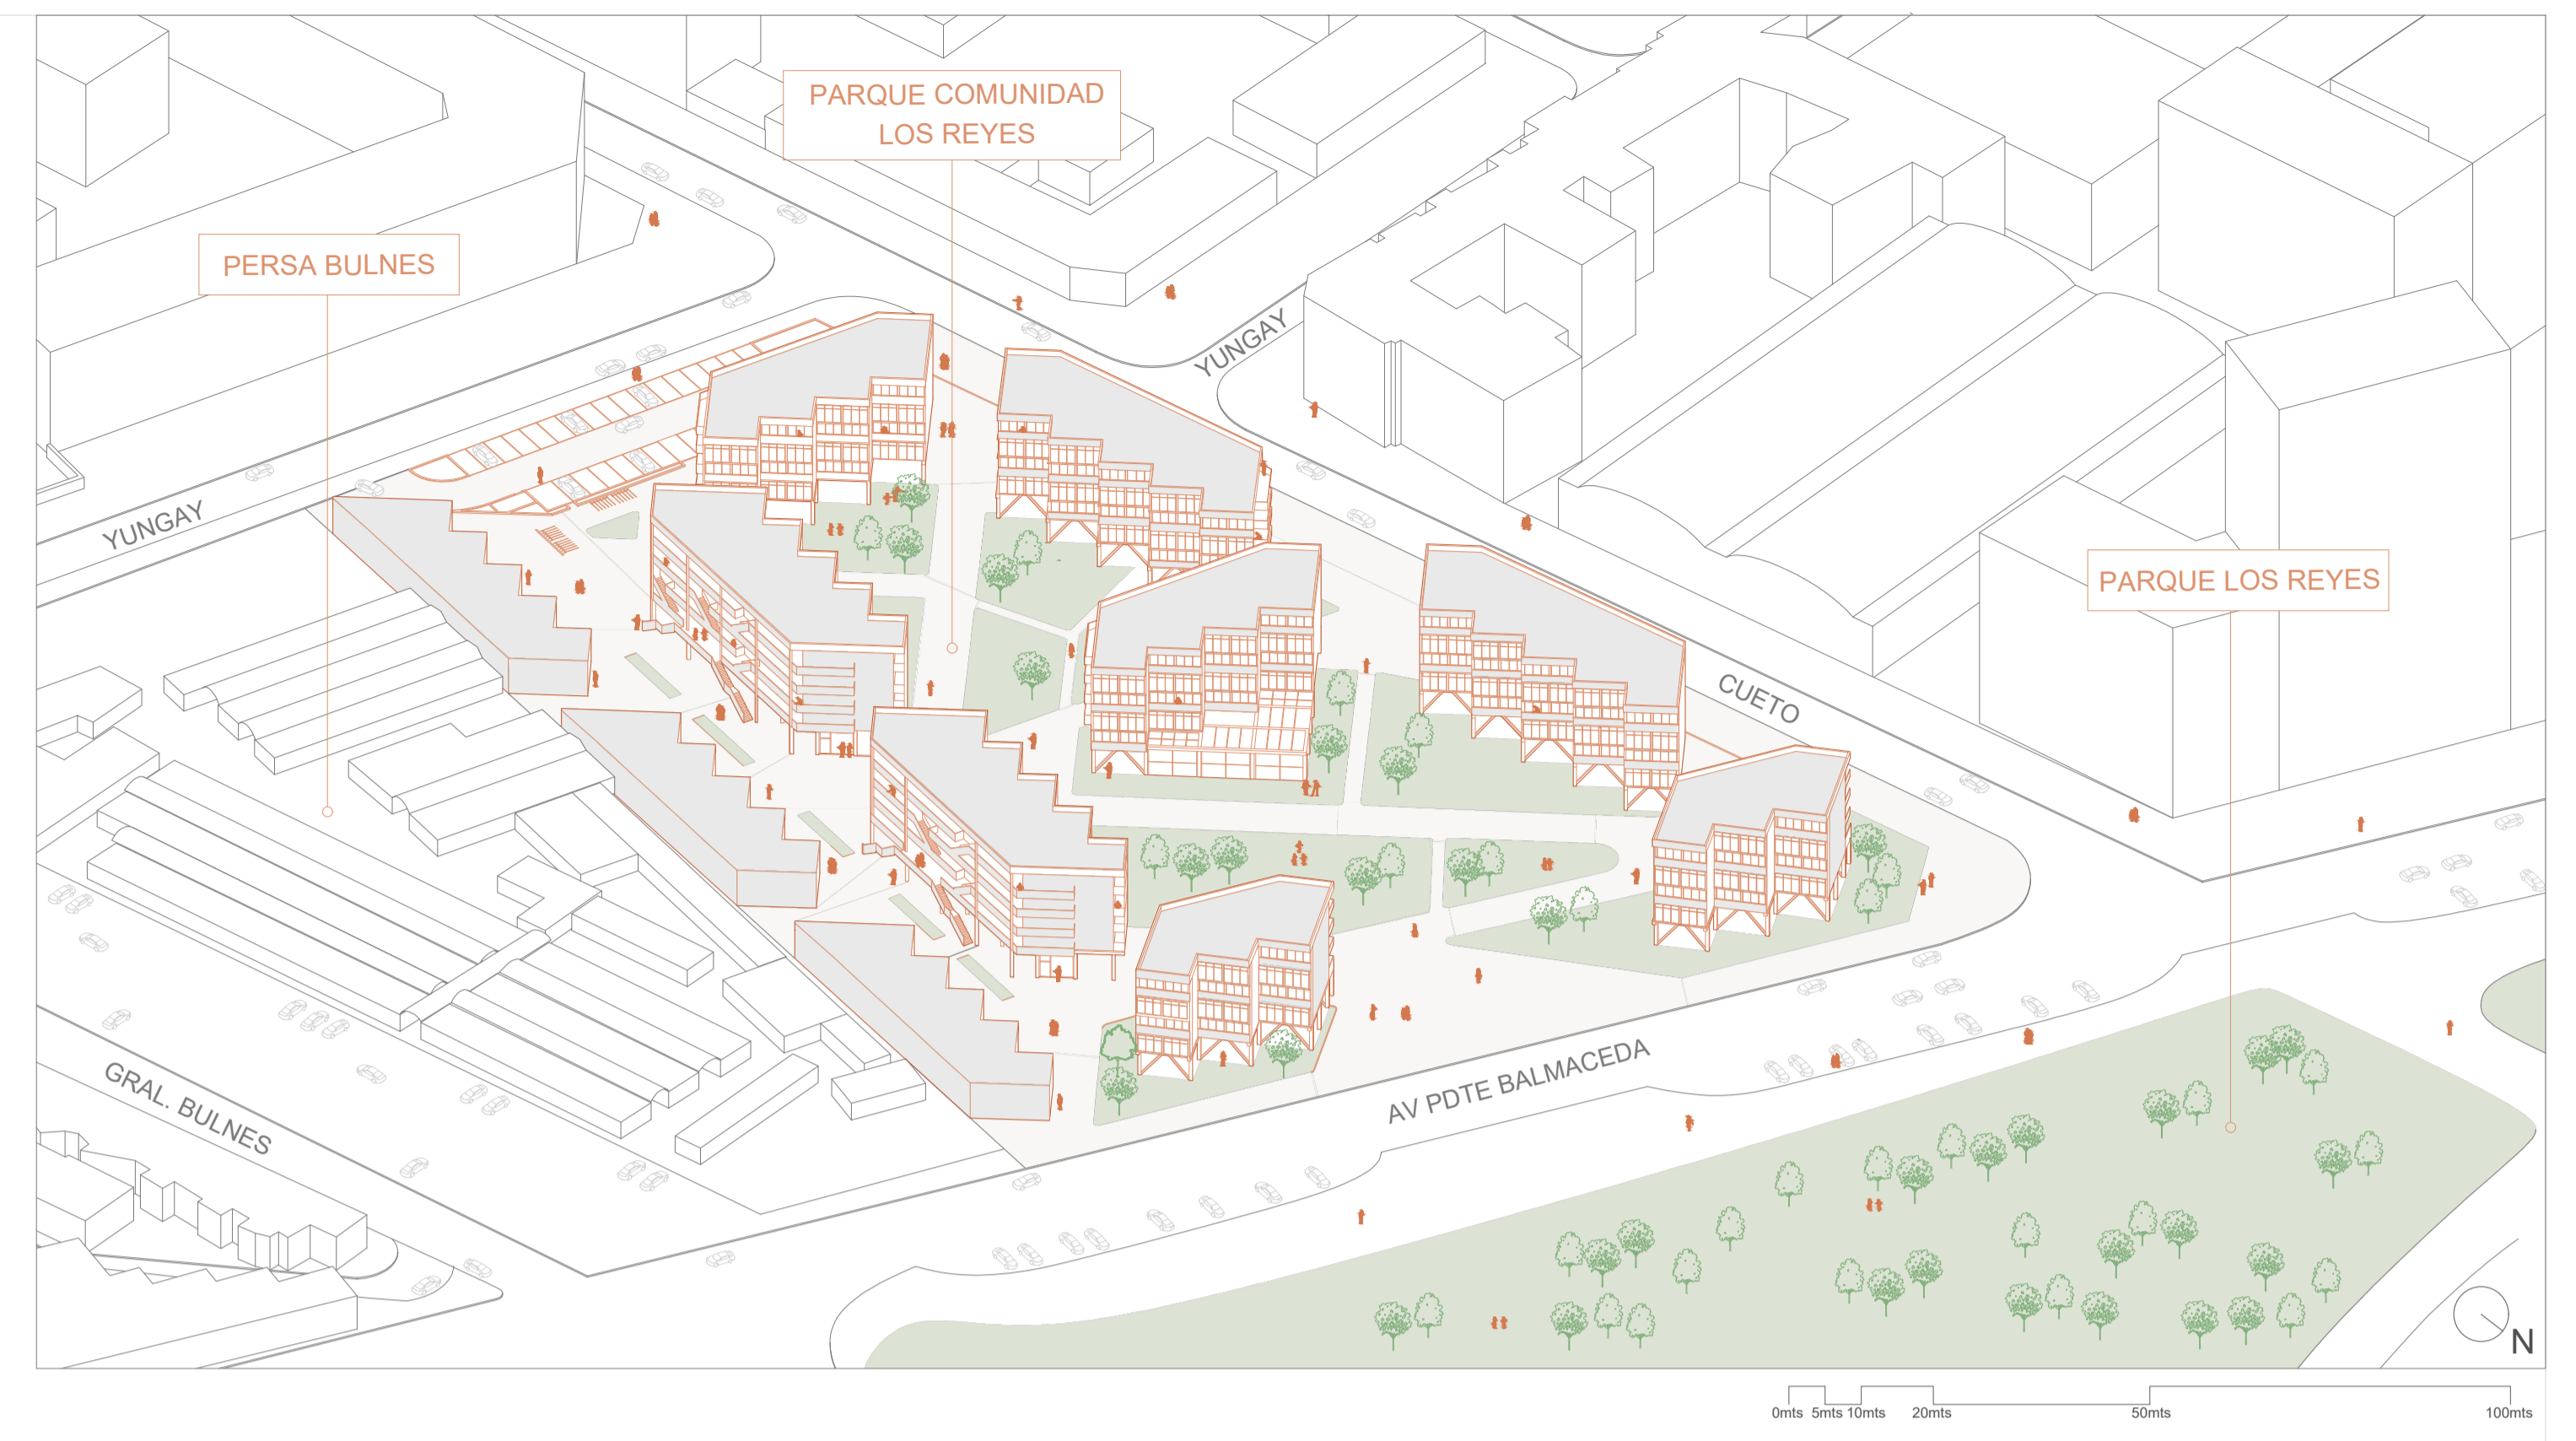 PARQUE COMUNIDAD
LOS REYES
PERSA BULNES
YUNGAY
YUNGAY
PARQUE LOS REYES
CUETO
AV PDTE BALMACEDA
GRAL. BULNES
N
0mts 5mts 10mts 20mts 50mts 100mts